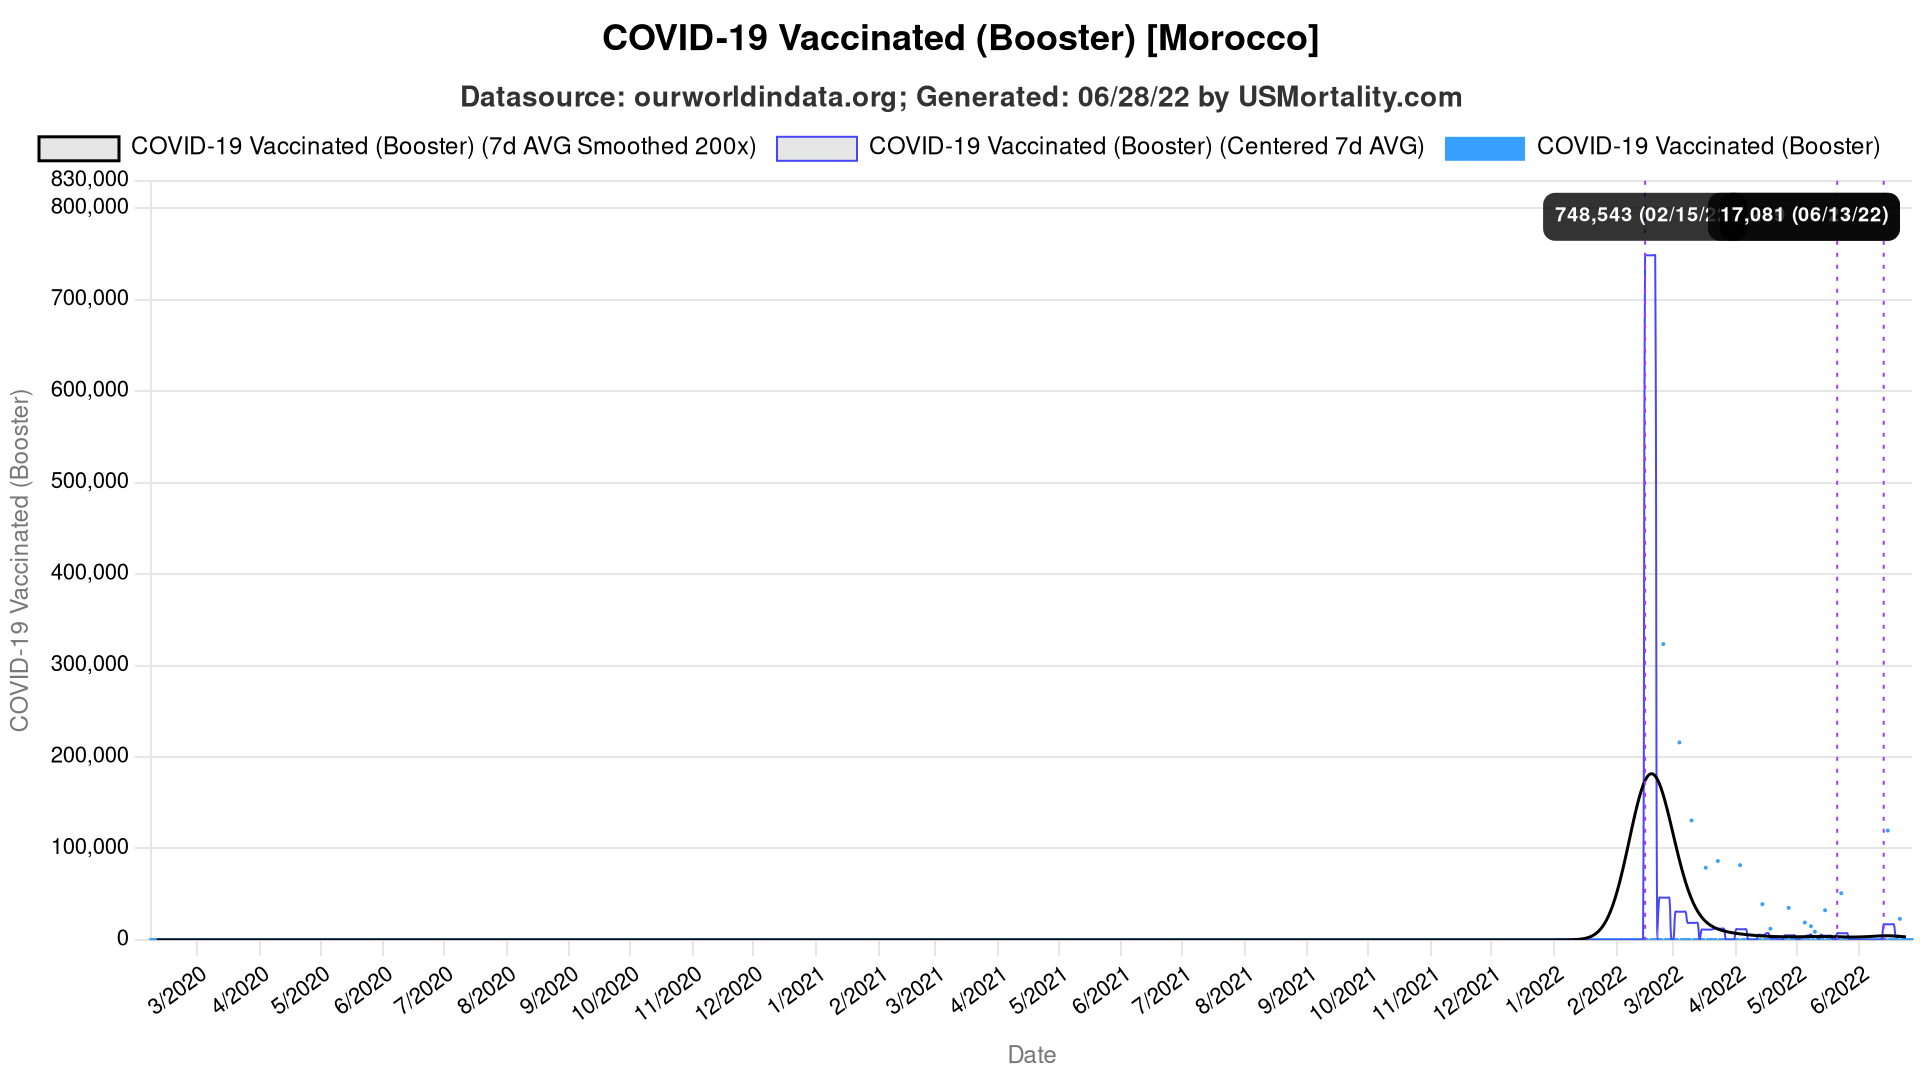 COVID-19 Vaccinated (Booster) [Morocco]
Datasource: ourworldindata.org; Generated: 06/28/22 by USMortality.com
COVID-19 Vaccinated (Booster) (7d AVG Smoothed 200x) COVID-19 Vaccinated (Booster) (Centered 7d AVG) COVID-19 Vaccinated (Booster)
830,000
800,000
748,543 (02/15/2 17,081 (06/13/22)
700,000
600,000
500,000
400,000
300,000
200,000
100,000
0
COVID-19 Vaccinated (Booster)
3/2020 4/2020 5/2020 6/2020 7/2020 8/2020 9/2020 10/2020 11/2020 12/2020 1/2021 2/2021 3/2021 4/2021 5/2021 6/2021 7/2021 8/2021 9/2021 10/2021 11/2021 12/2021 1/2022 2/2022 3/2022 4/2022 5/2022 6/2022
Date